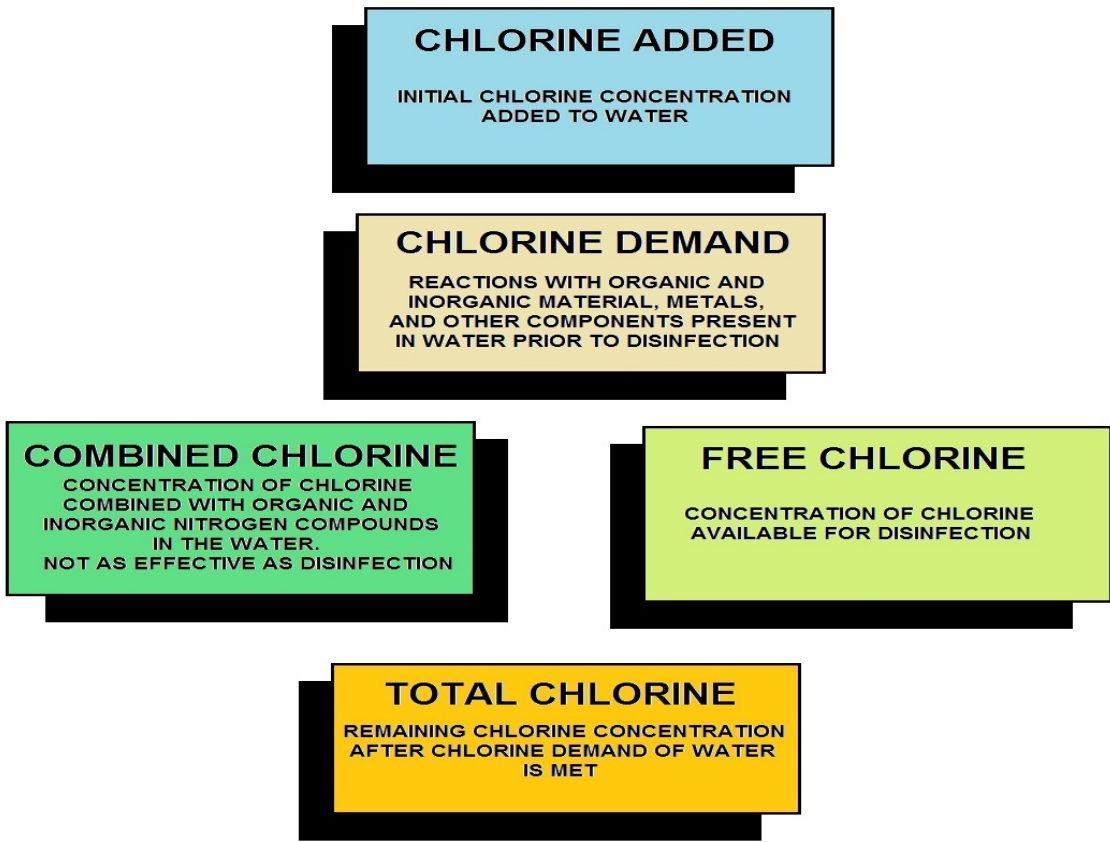 CHLORINE ADDED
INITIAL CHLORINE CONCENTRATION
ADDED TO WATER
CHLORINE DEMAND
REACTIONS WITH ORGANIC AND
INORGANIC MATERIAL, METALS,
AND OTHER COMPONENTS PRESENT
IN WATER PRIOR TO DISINFECTION
COMBINED CHLORINE
CONCENTRATION OF CHLORINE
COMBINED WITH ORGANIC AND
INORGANIC NITROGEN COMPOUNDS
IN THE WATER.
NOT AS EFFECTIVE AS DISINFECTION
FREE CHLORINE
CONCENTRATION OF CHLORINE
AVAILABLE FOR DISINFECTION
TOTAL CHLORINE
REMAINING CHLORINE CONCENTRATION
AFTER CHLORINE DEMAND OF WATER
IS MET